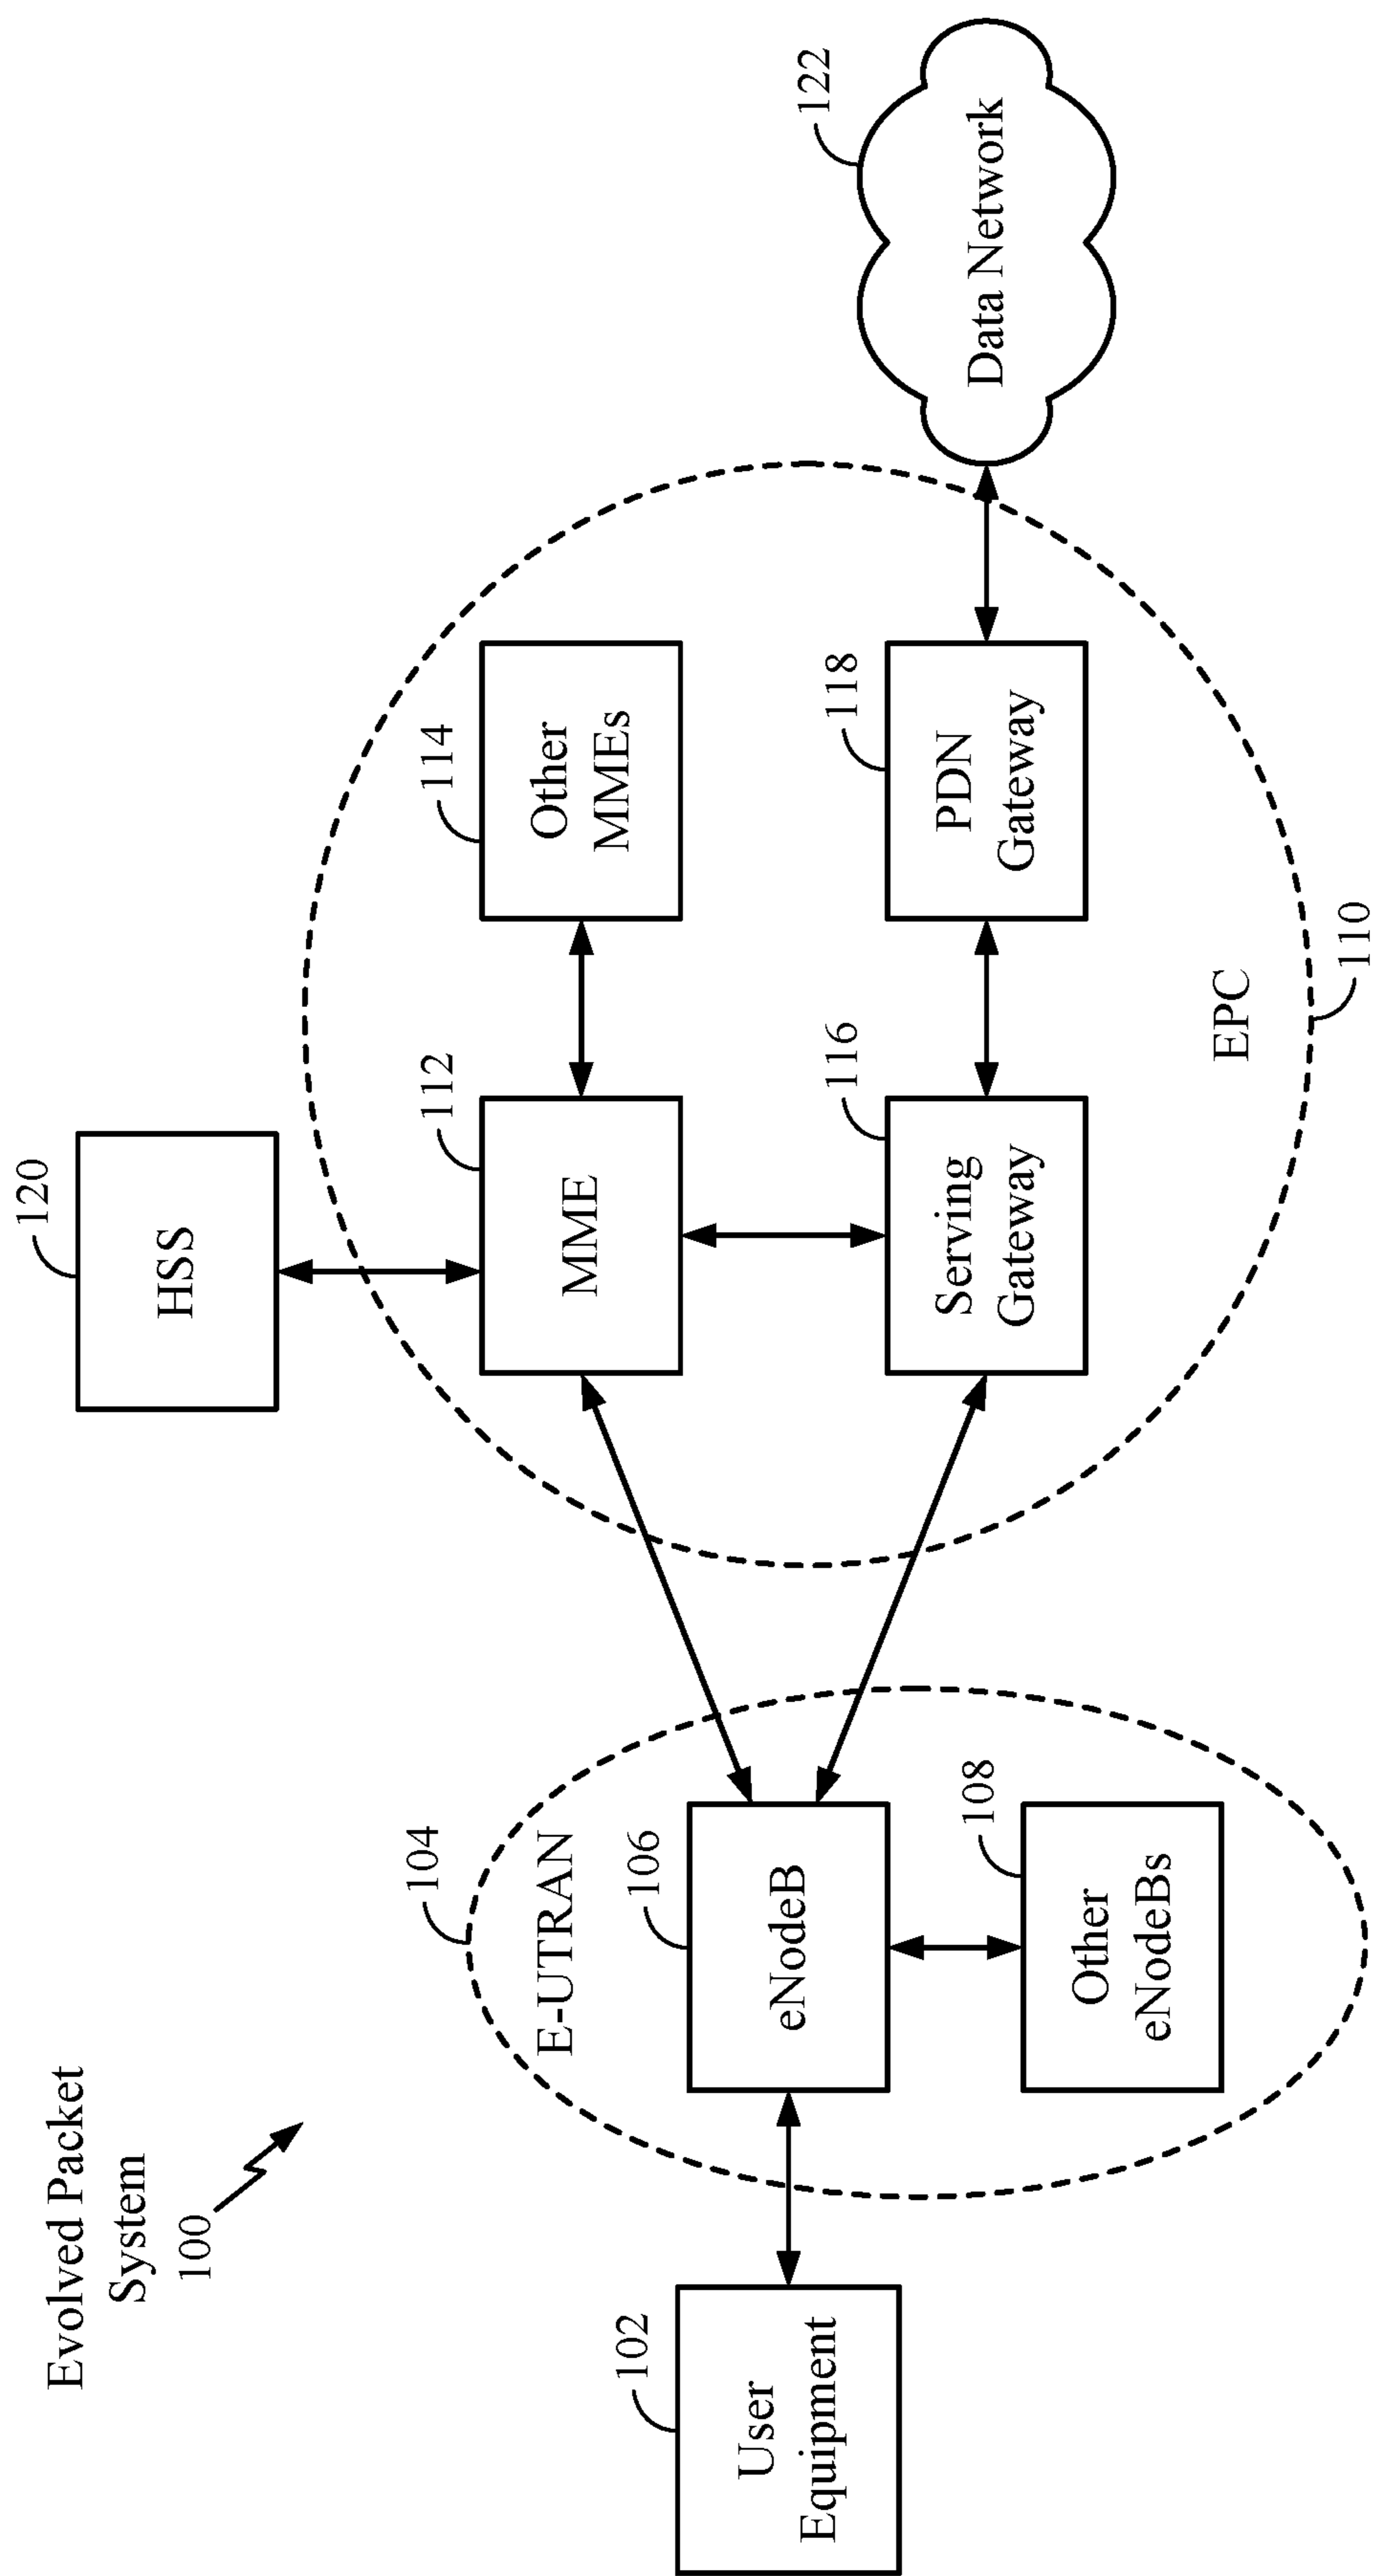 Evolved Packet
System
100
120
HSS
104
E-UTRAN
112
MME
114
Other
MMEs
102
User
Equipment
106
eNodeB
116
Serving
Gateway
118
PDN
Gateway
122
Data Network
108
Other
eNodeBs
EPC
110